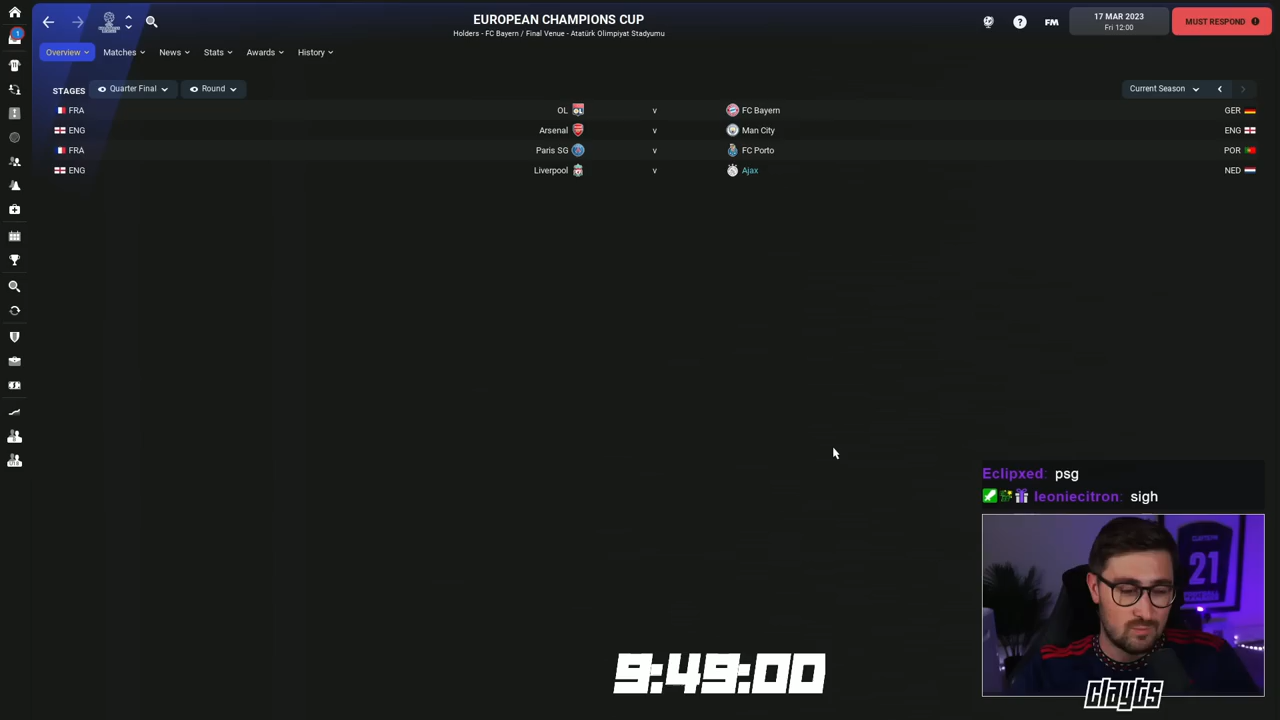 EUROPEAN CHAMPIONS CUP
Holders - FC Bayern / Final Venue - Atatürk Olimpiyat Stadyumu
FM
17 MAR 2023
Fri 12:00
MUST RESPOND
1
Overview Matches News Stats Awards History
STAGES Quarter Final Round Current Season
FRA OL v FC Bayern GER
ENG Arsenal v Man City ENG
FRA Paris SG v FC Porto POR
ENG Liverpool v Ajax NED
Eclipxed: psg
leoniecitron: sigh
21
9:49:00
clayts